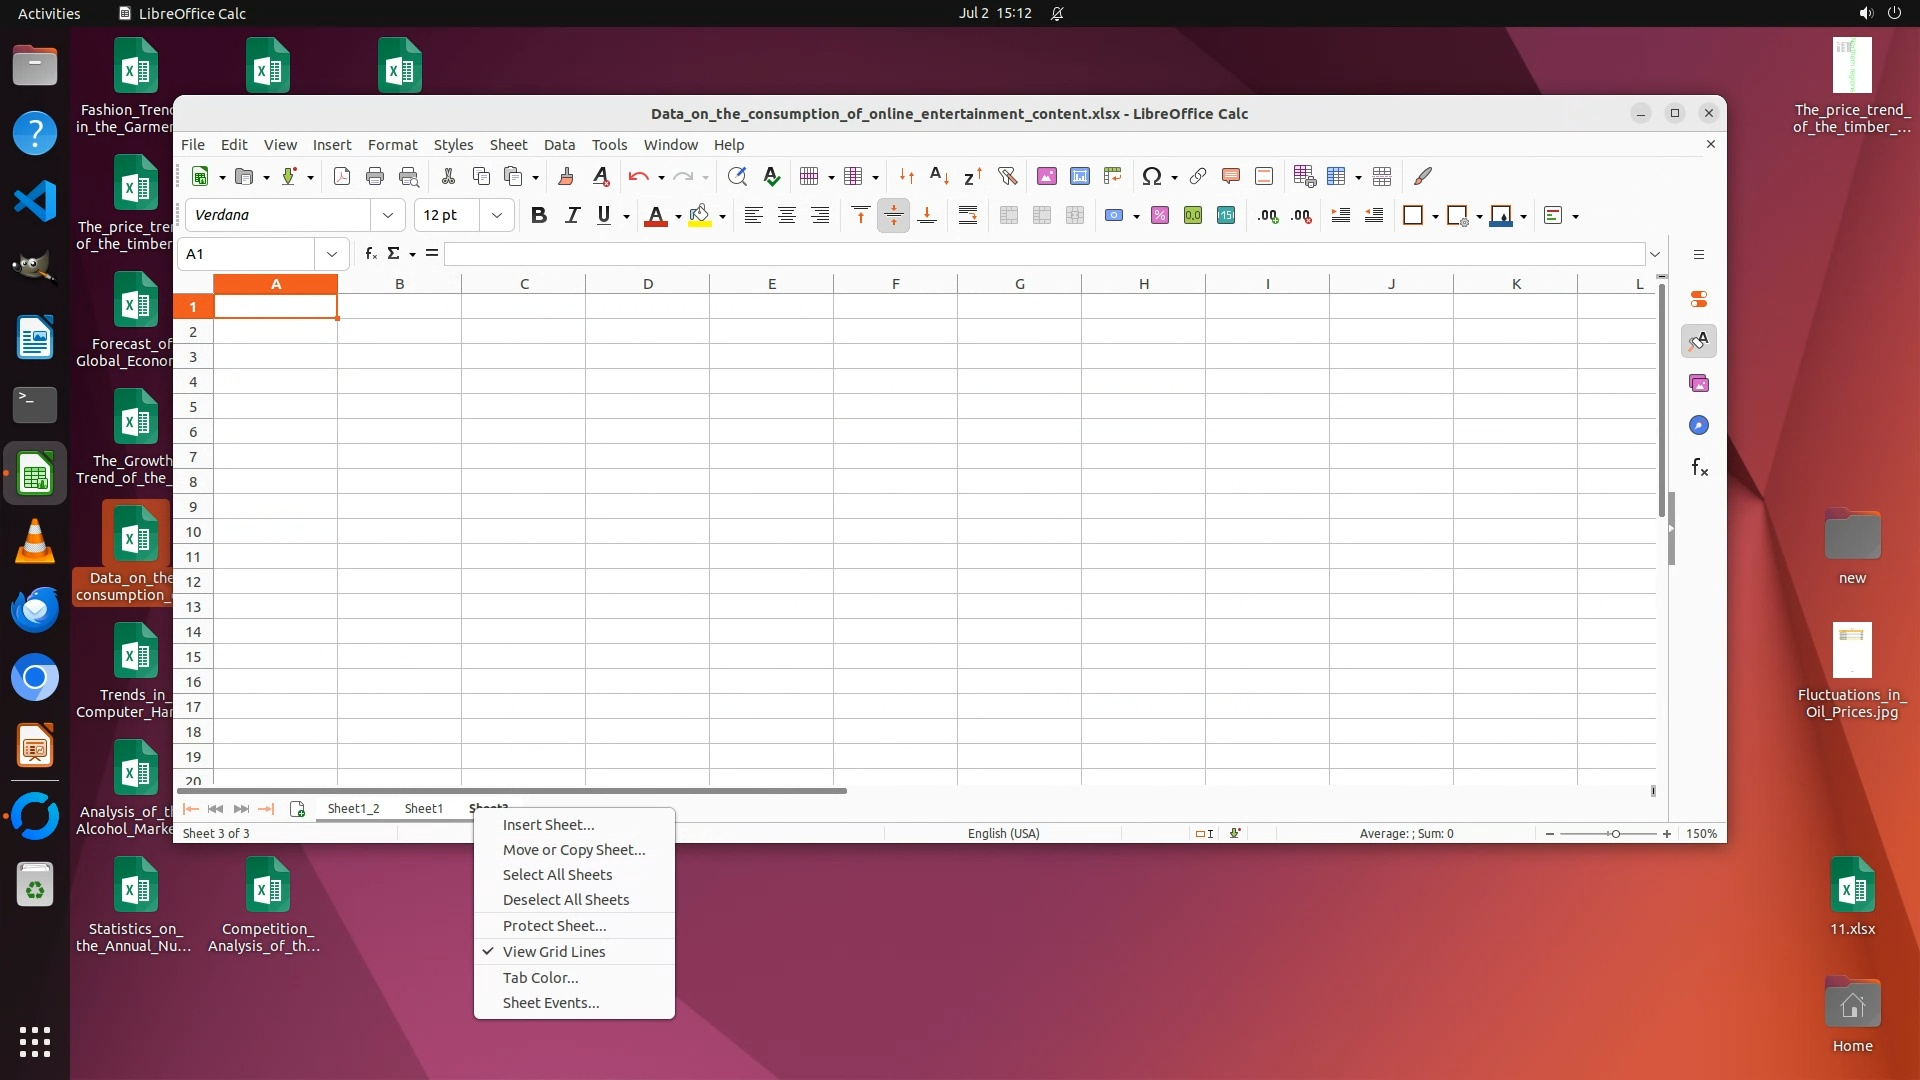 Activities
LibreOffice Calc
Jul 2 15:12
Fashion_Trend
in_the_Garmen
The_price_tren
of_the_timber
Forecast_of
Global_Econor
The_Growth
Trend_of_the_
Data_on_the
consumption_
Trends_in_
Computer_Har
Analysis_of_t
Alcohol_Marke
Statistics_on_
the_Annual_Nu...
Competition_
Analysis_of_th...
The_price_trend_
of_the_timber_...
new
Fluctuations_in_
Oil_Prices.jpg
11.xlsx
Home
Data_on_the_consumption_of_online_entertainment_content.xlsx - LibreOffice Calc
File Edit View Insert Format Styles Sheet Data Tools Window Help
Verdana
12 pt
A1
A B C D E F G H I J K L
1
2
3
4
5
6
7
8
9
10
11
12
13
14
15
16
17
18
19
20
Sheet1_2 Sheet1
Sheet 3 of 3
English (USA)
Average: ; Sum: 0
150%
Insert Sheet...
Move or Copy Sheet...
Select All Sheets
Deselect All Sheets
Protect Sheet...
View Grid Lines
Tab Color...
Sheet Events...